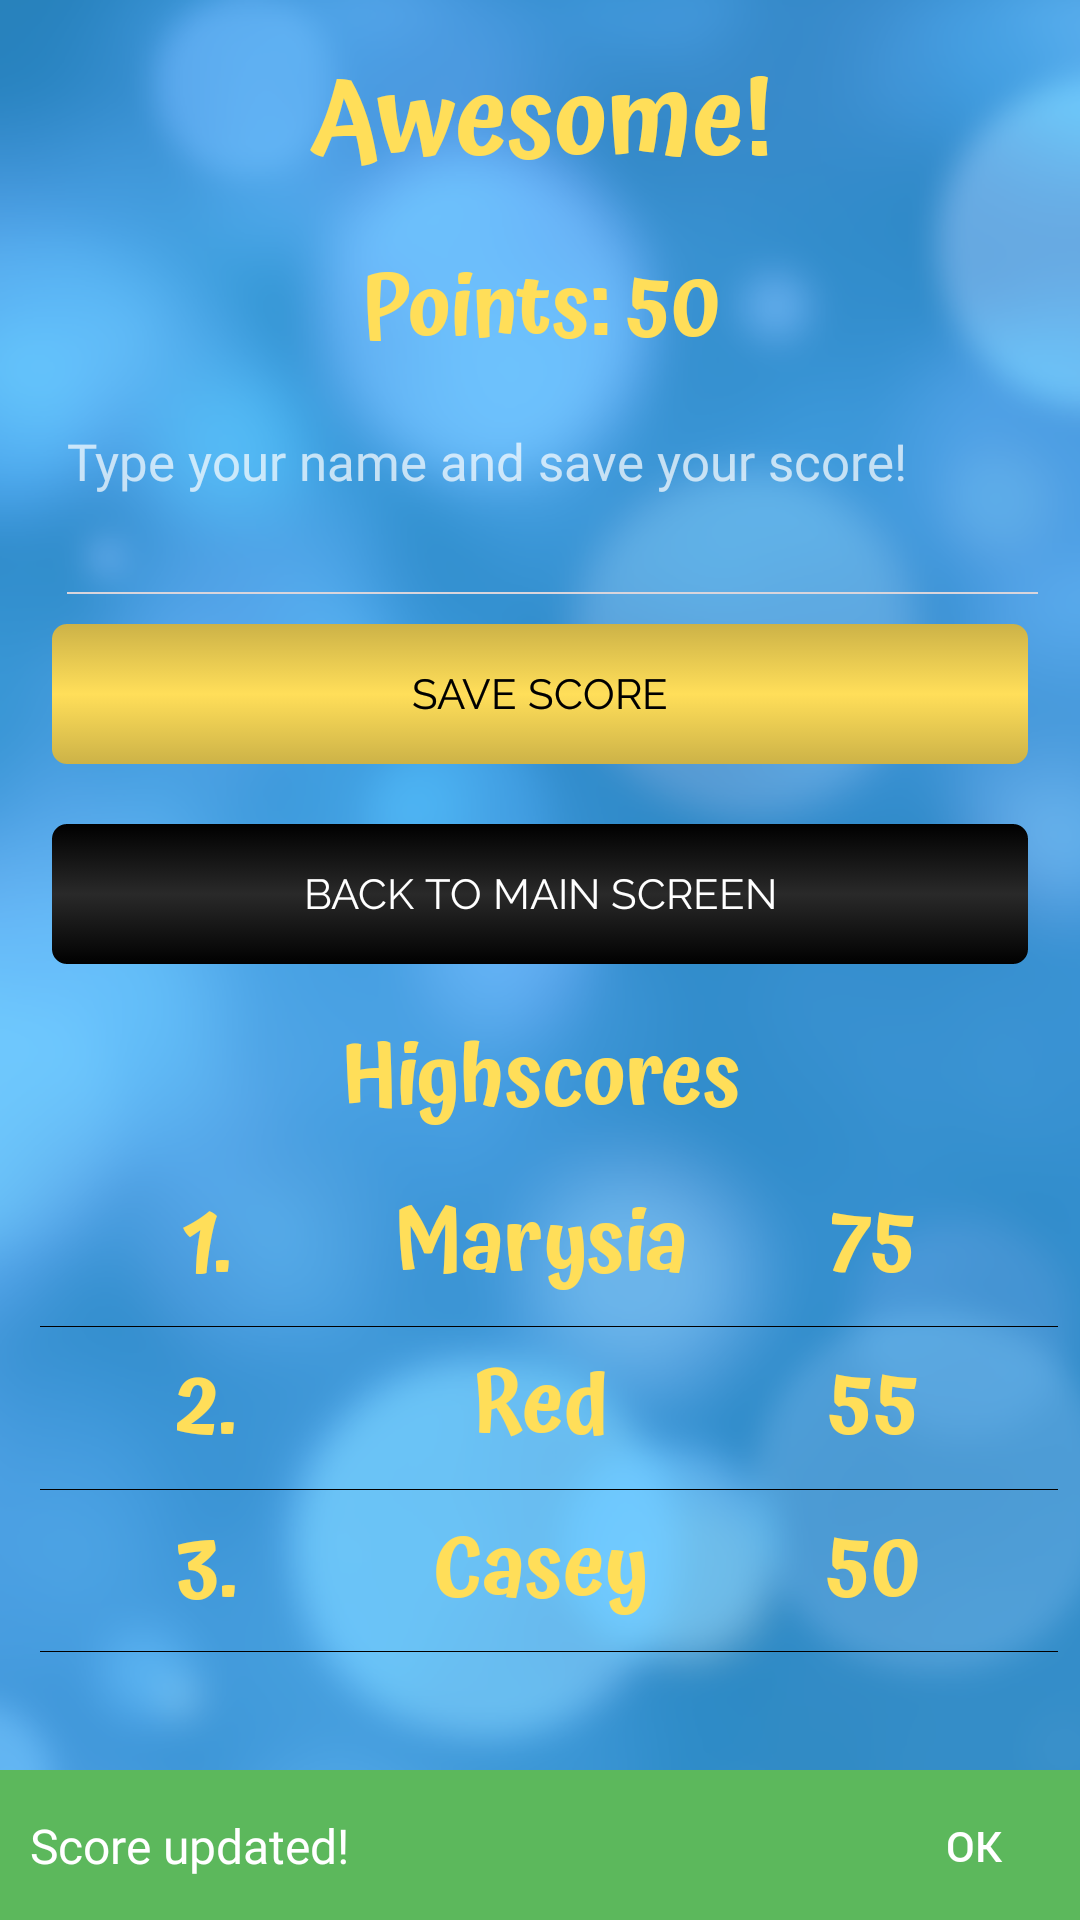 Awesome!
Points: 50
Type your name and save your score!
SAVE SCORE
BACK TO MAIN SCREEN
Highscores
1. Marysia 75
2. Red 55
3. Casey 50
Score updated! OK